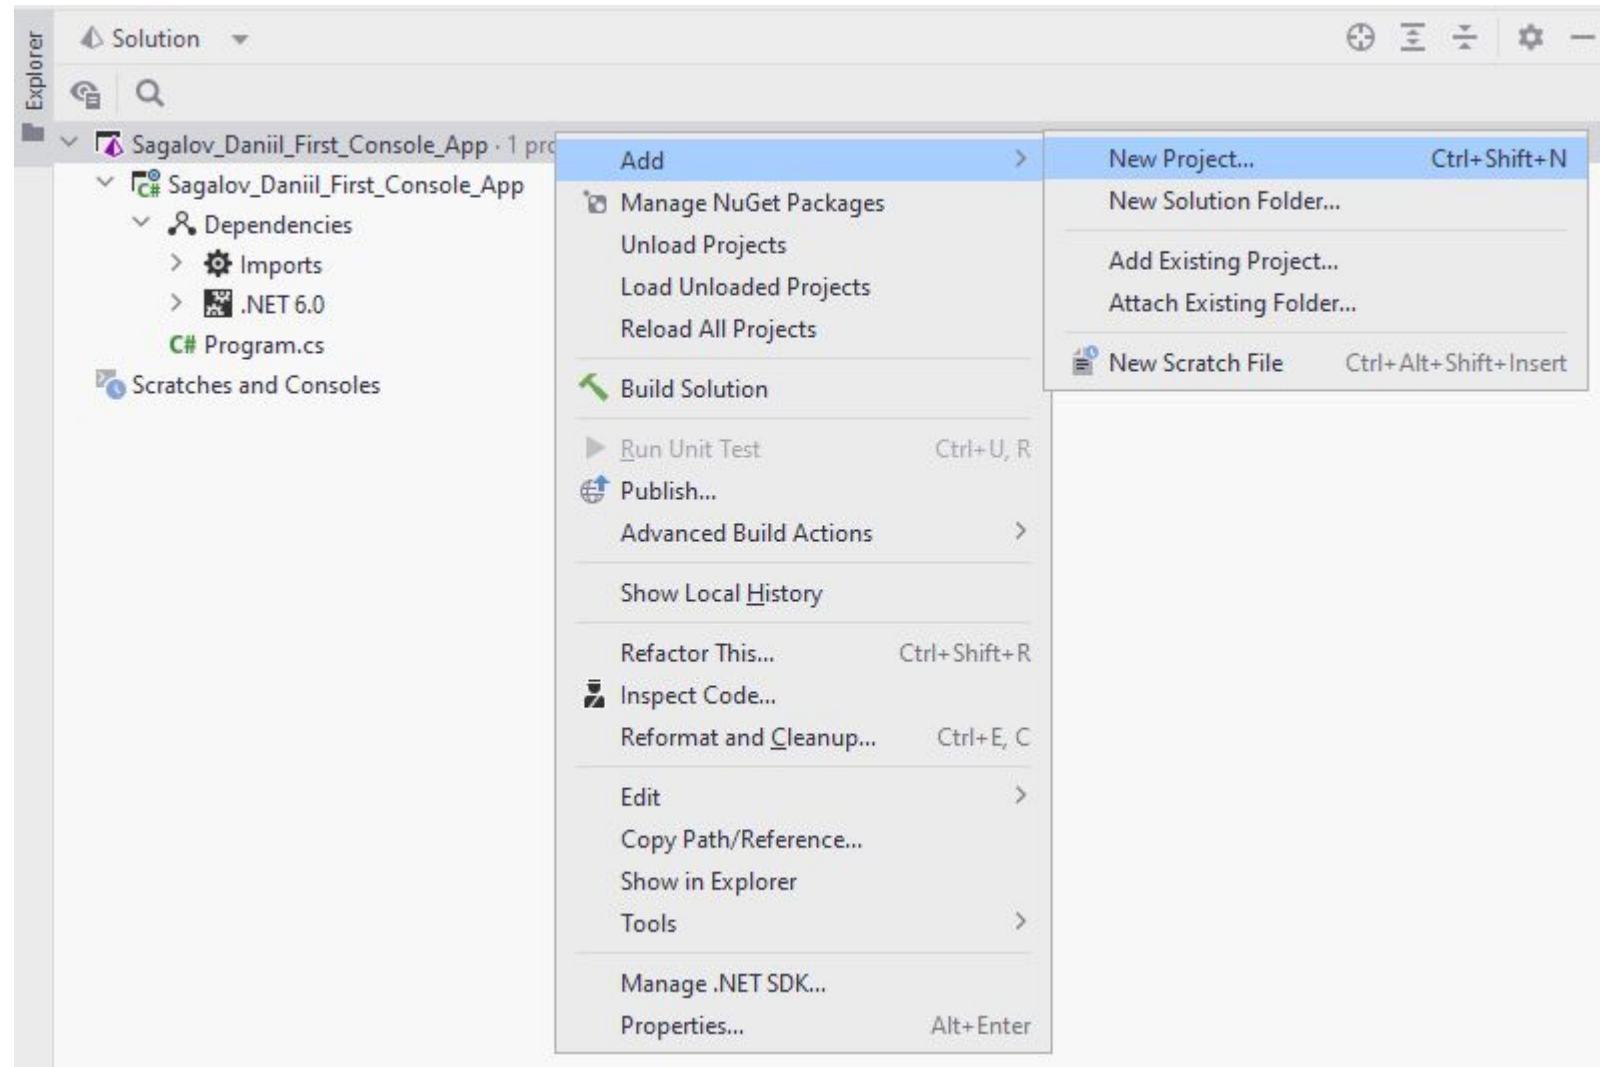 Explorer
Solution
Sagalov_Daniil_First_Console_App · 1
Sagalov_Daniil_First_Console_App
Dependencies
Imports
.NET 6.0
C# Program.cs
Scratches and Consoles
Add
Manage NuGet Packages
Unload Projects
Load Unloaded Projects
Reload All Projects
Build Solution
Run Unit Test Ctrl+U, R
Publish...
Advanced Build Actions
Show Local History
Refactor This... Ctrl+Shift+R
Inspect Code...
Reformat and Cleanup... Ctrl+E, C
Edit
Copy Path/Reference...
Show in Explorer
Tools
Manage .NET SDK...
Properties... Alt+Enter
New Project... Ctrl+Shift+N
New Solution Folder...
Add Existing Project...
Attach Existing Folder...
New Scratch File Ctrl+Alt+Shift+Insert